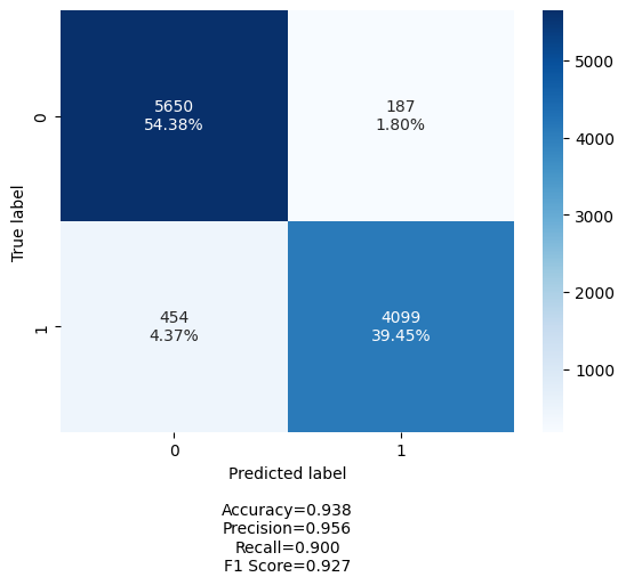 5650
54.38%
187
1.80%
454
4.37%
4099
39.45%
0
1
True label
0
1
Predicted label
5000
4000
3000
2000
1000
Accuracy=0.938
Precision=0.956
Recall=0.900
F1 Score=0.927